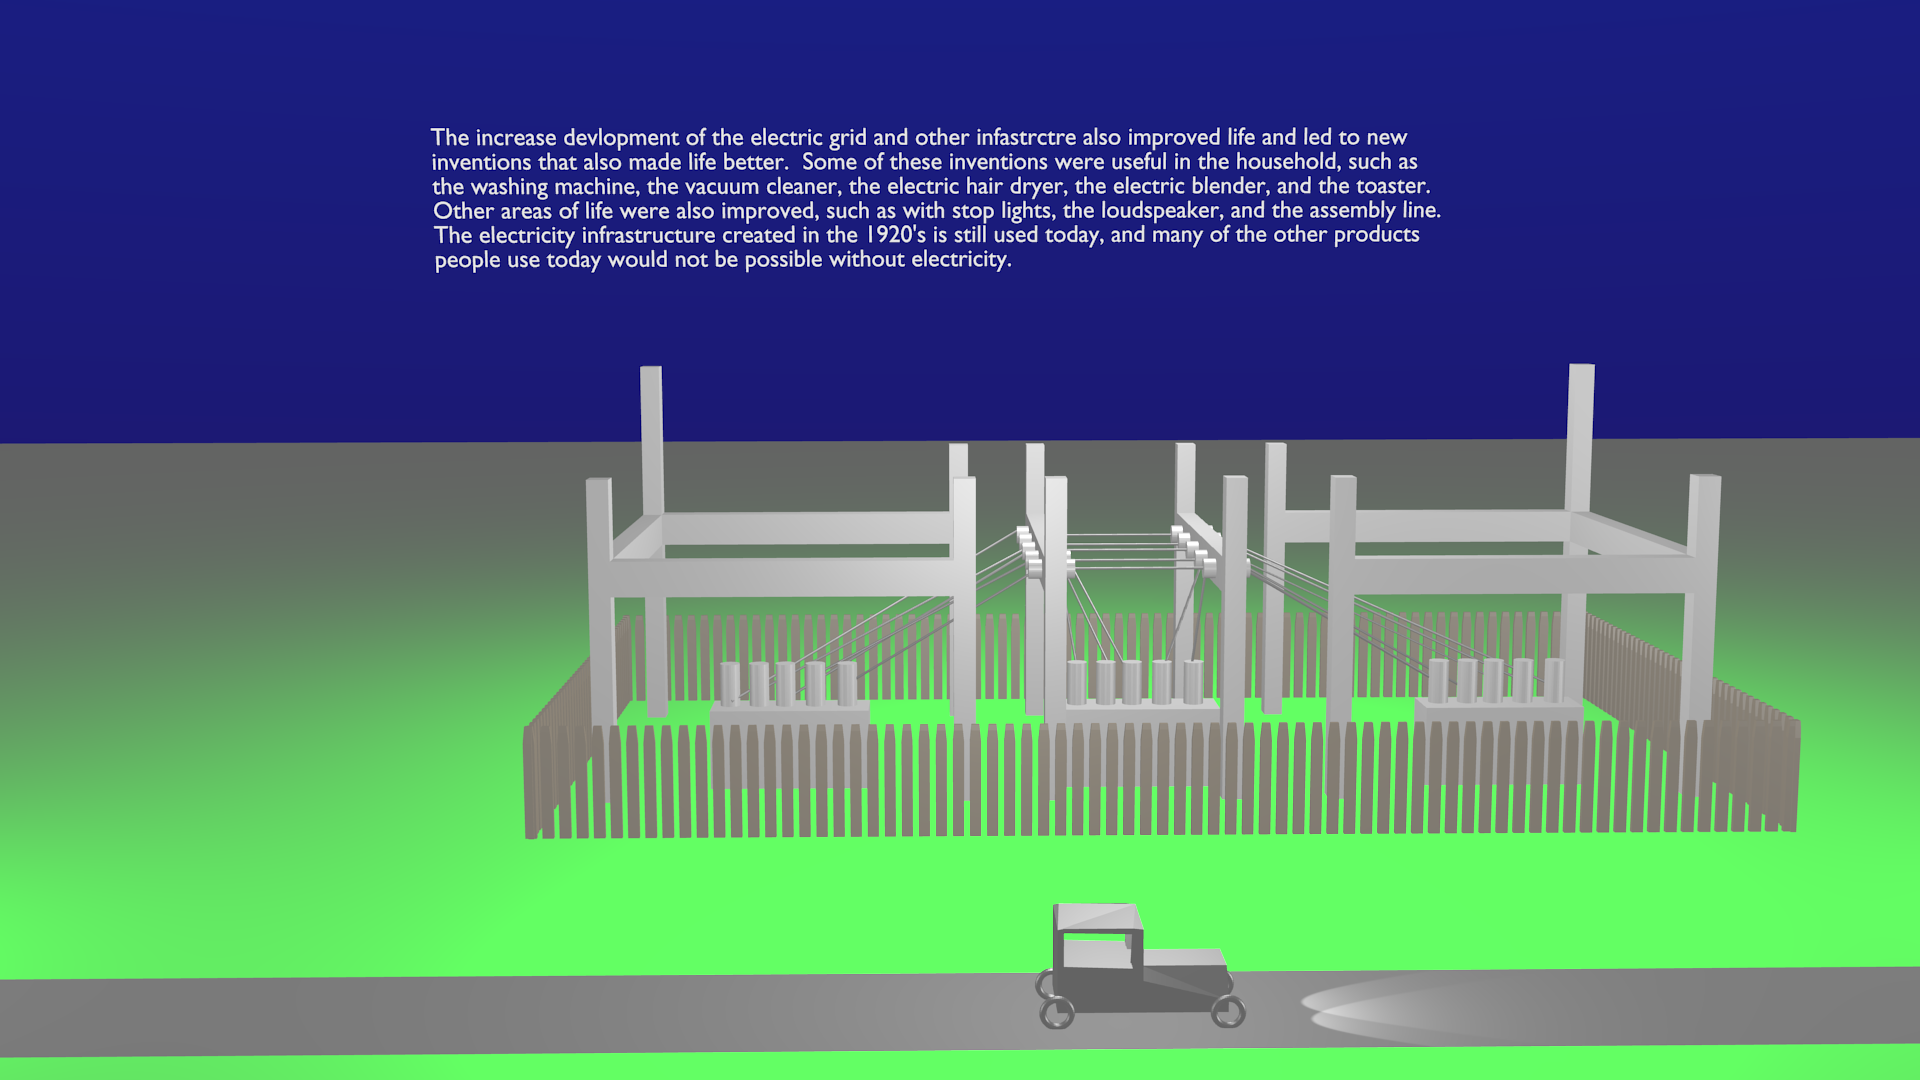 The increase devlopment of the electric grid and other infastrctre also improved life and led to new
inventions that also made life better.  Some of these inventions were useful in the household, such as
the washing machine, the vacuum cleaner, the electric hair dryer, the electric blender, and the toaster.
Other areas of life were also improved, such as with stop lights, the loudspeaker, and the assembly line.
The electricity infrastructure created in the 1920's is still used today, and many of the other products
people use today would not be possible without electricity.